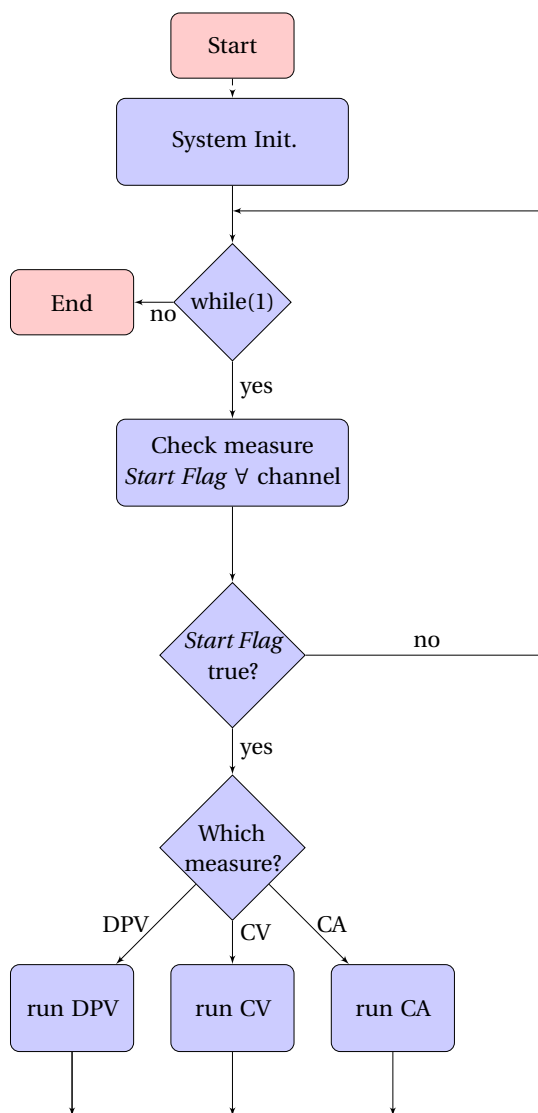 Start
System Init.
while(1)
End
no
yes
Check measure
Start Flag ∀ channel
Start Flag
true?
no
yes
Which
measure?
DPV
CV
CA
run DPV
run CV
run CA